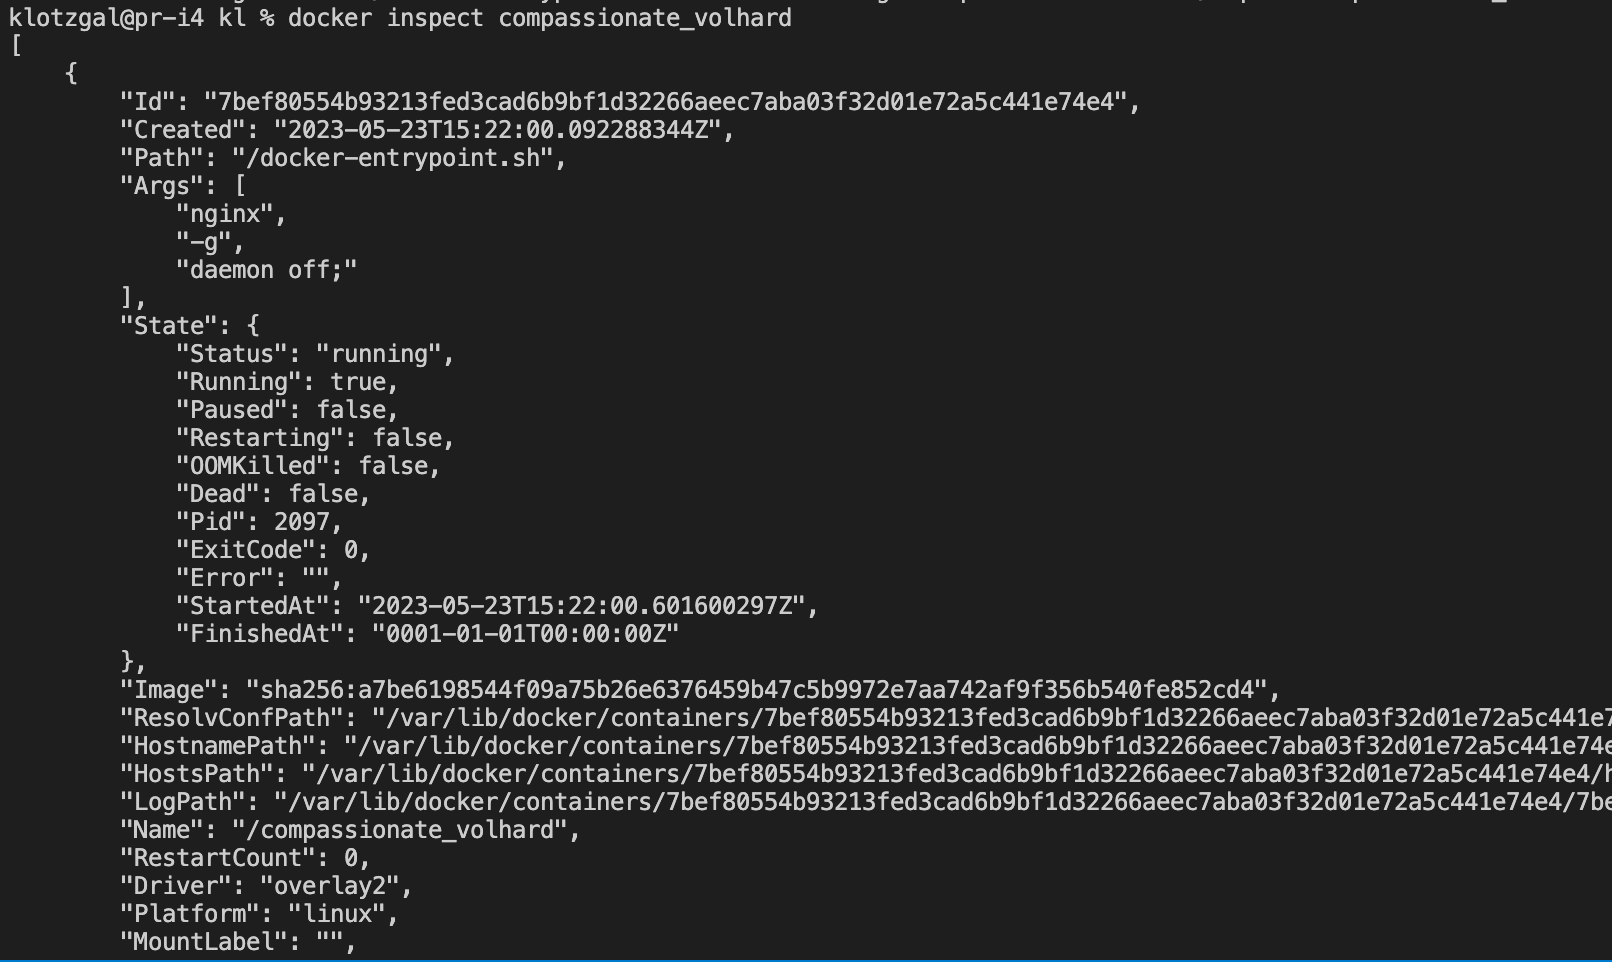 klotzgal@pr-i4 kl % docker inspect compassionate_volhard
[
    {
        "Id": "7bef80554b93213fed3cad6b9bf1d32266aeec7aba03f32d01e72a5c441e74e4",
        "Created": "2023-05-23T15:22:00.092288344Z",
        "Path": "/docker-entrypoint.sh",
        "Args": [
            "nginx",
            "-g",
            "daemon off;"
        ],
        "State": {
            "Status": "running",
            "Running": true,
            "Paused": false,
            "Restarting": false,
            "OOMKilled": false,
            "Dead": false,
            "Pid": 2097,
            "ExitCode": 0,
            "Error": "",
            "StartedAt": "2023-05-23T15:22:00.601600297Z",
            "FinishedAt": "0001-01-01T00:00:00Z"
        },
        "Image": "sha256:a7be6198544f09a75b26e6376459b47c5b9972e7aa742af9f356b540fe852cd4",
        "ResolvConfPath": "/var/lib/docker/containers/7bef80554b93213fed3cad6b9bf1d32266aeec7aba03f32d01e72a5c441e7
        "HostnamePath": "/var/lib/docker/containers/7bef80554b93213fed3cad6b9bf1d32266aeec7aba03f32d01e72a5c441e74e
        "HostsPath": "/var/lib/docker/containers/7bef80554b93213fed3cad6b9bf1d32266aeec7aba03f32d01e72a5c441e74e4/h
        "LogPath": "/var/lib/docker/containers/7bef80554b93213fed3cad6b9bf1d32266aeec7aba03f32d01e72a5c441e74e4/7be
        "Name": "/compassionate_volhard",
        "RestartCount": 0,
        "Driver": "overlay2",
        "Platform": "linux",
        "MountLabel": "",